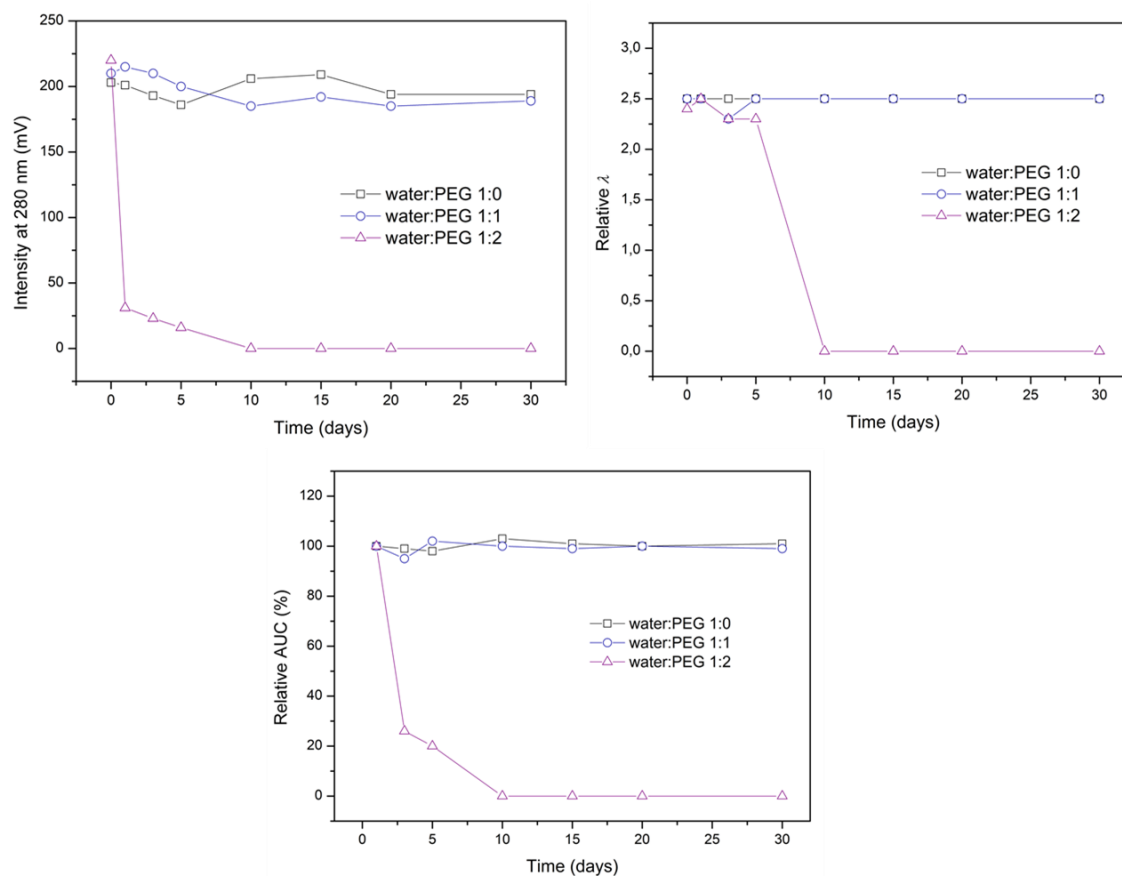 250
200
150
100
50
0
Intensity at 280 nm (mV)
water:PEG 1:0
water:PEG 1:1
water:PEG 1:2
0 5 10 15 20 25 30
Time (days)
3,0
2,5
2,0
1,5
1,0
0,5
0,0
Relative λ
water:PEG 1:0
water:PEG 1:1
water:PEG 1:2
0 5 10 15 20 25 30
Time (days)
120
100
80
60
40
20
0
Relative AUC (%)
water:PEG 1:0
water:PEG 1:1
water:PEG 1:2
0 5 10 15 20 25 30
Time (days)